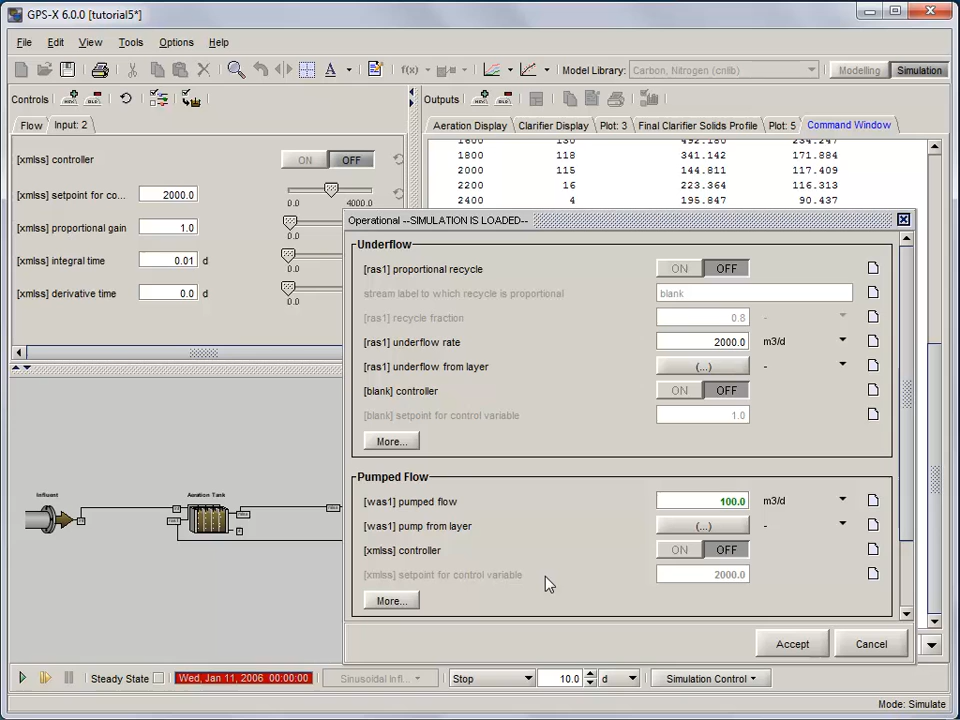 GPS-X 6.0.0 [tutorial5*]
File Edit View Tools Options Help
A f(x) Model Library: Carbon, Nitrogen (cnlib) Modelling Simulation
Controls
Outputs
Flow Input: 2
Aeration Display Clarifier Display Plot: 3 Final Clarifier Solids Profile Plot: 5 Command Window
[xmlss] controller ON OFF
[xmlss] setpoint for co... 2000.0
0.0 4000.0
[xmlss] proportional gain 1.0
0.0
[xmlss] integral time 0.01 d
0.0
[xmlss] derivative time 0.0 d
0.0
1800 118 341.142 171.884
2000 115 144.811 117.409
2200 16 223.364 116.313
2400 4 195.847 90.437
Operational --SIMULATION IS LOADED--
Underflow
[ras1] proportional recycle ON OFF
stream label to which recycle is proportional blank
[ras1] recycle fraction 0.8 -
[ras1] underflow rate 2000.0 m3/d
[ras1] underflow from layer (...) -
[blank] controller ON OFF
[blank] setpoint for control variable 1.0
More...
Pumped Flow
[was1] pumped flow 100.0 m3/d
[was1] pump from layer (...) -
[xmlss] controller ON OFF
[xmlss] setpoint for control variable 2000.0
More...
Accept Cancel
Influent
Aeration Tank
Steady State Wed, Jan 11, 2006 00:00:00 Sinusoidal Infl... Stop 10.0 d Simulation Control
Mode: Simulate